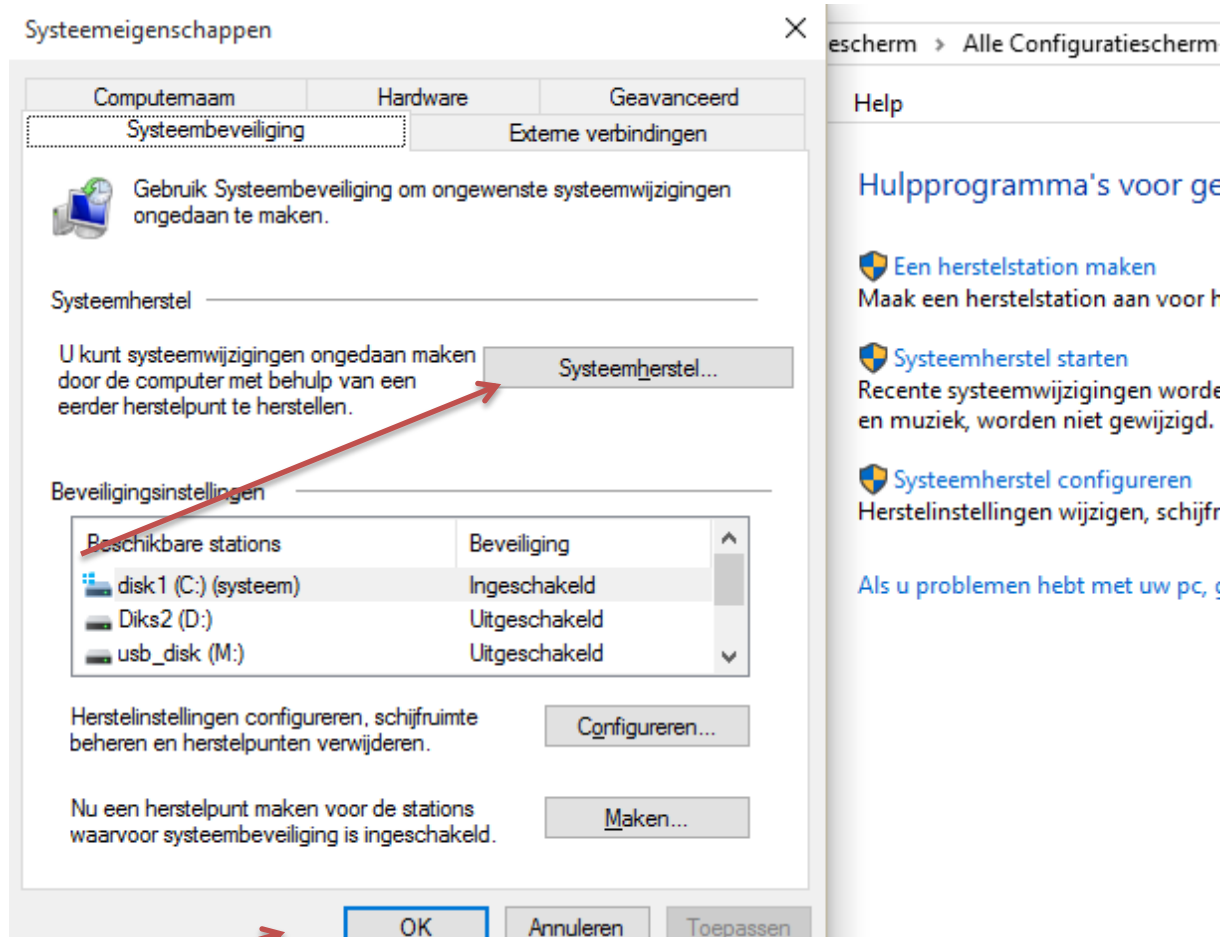 Systeemeigenschappen
Computernaam Hardware Geavanceerd
Systeembeveiliging Externe verbindingen
Gebruik Systeembeveiliging om ongewenste systeemwijzigingen
ongedaan te maken.
Systeemherstel
U kunt systeemwijzigingen ongedaan maken
door de computer met behulp van een
eerder herstelpunt te herstellen.
Systeemherstel...
Beveiligingsinstellingen
Beschikbare stations Beveiliging
disk1 (C:) (systeem) Ingeschakeld
Diks2 (D:) Uitgeschakeld
usb_disk (M:) Uitgeschakeld
Herstelinstellingen configureren, schijfruimte
beheren en herstelpunten verwijderen.
Configureren...
Nu een herstelpunt maken voor de stations
waarvoor systeembeveiliging is ingeschakeld.
Maken...
OK Annuleren Toepassen
escherm > Alle Configuratiescherm-
Help
Hulpprogramma's voor ge
Een herstelstation maken
Maak een herstelstation aan voor h
Systeemherstel starten
Recente systeemwijzigingen worde
en muziek, worden niet gewijzigd.
Systeemherstel configureren
Herstelinstellingen wijzigen, schijfr
Als u problemen hebt met uw pc, g